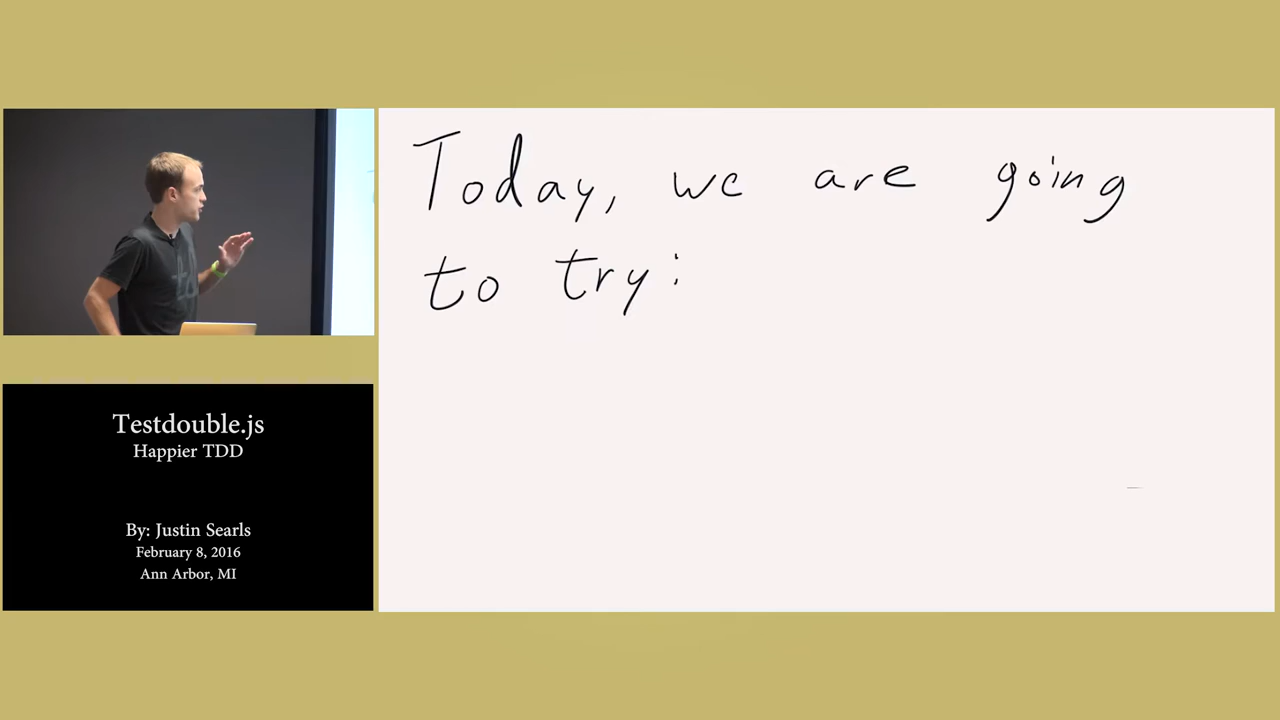 Today, we are going
to try:
Testdouble.js
Happier TDD
By: Justin Searls
February 8, 2016
Ann Arbor, MI